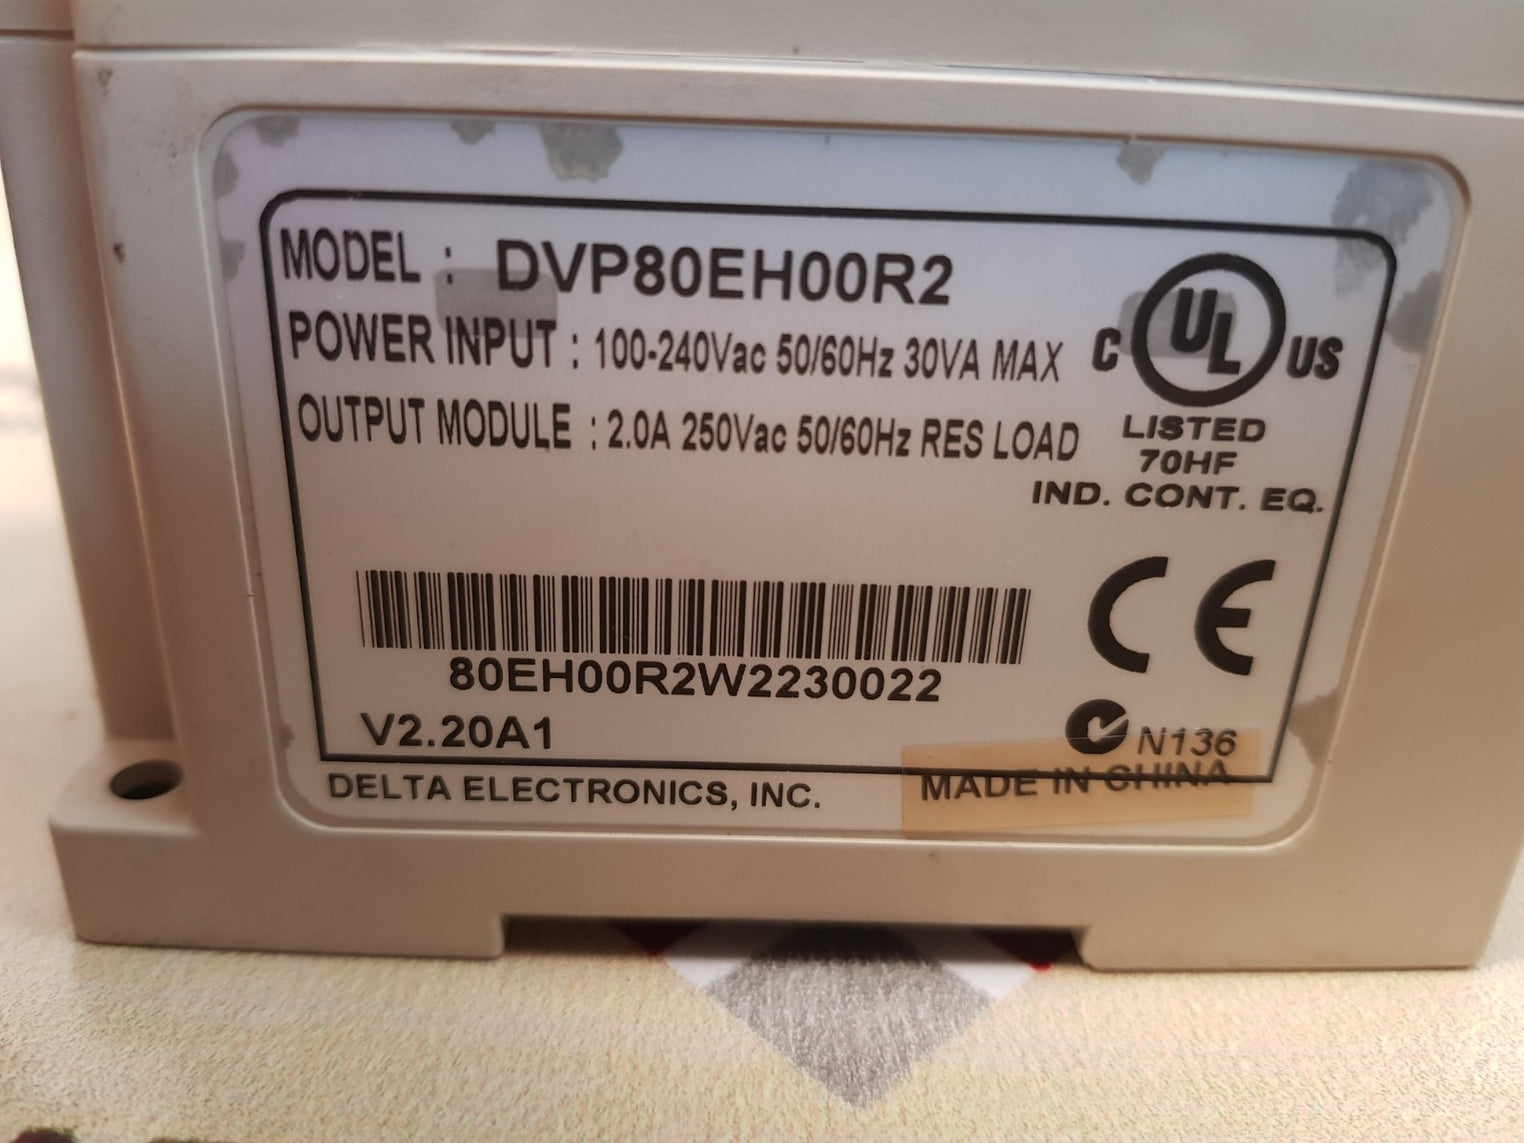 MODEL : DVP80EH00R2
POWER INPUT : 100-240Vac 50/60Hz 30VA MAX
OUTPUT MODULE : 2.0A 250Vac 50/60Hz RES LOAD
C UL US
LISTED
70HF
IND. CONT. EQ.
CE
80EH00R2W2230022
V2.20A1
N136
DELTA ELECTRONICS, INC.
MADE IN CHINA